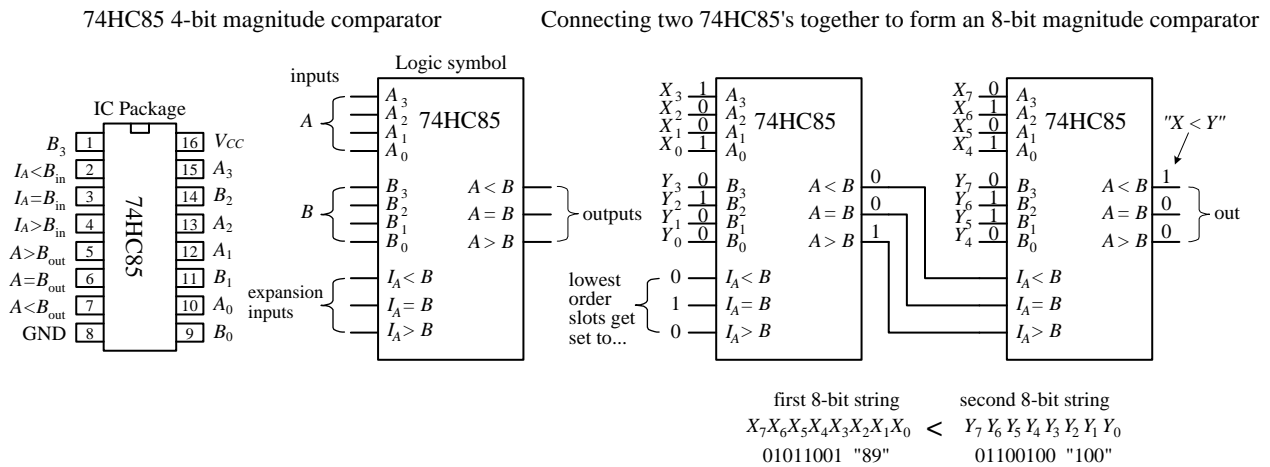 74HC85 4-bit magnitude comparator
IC Package
B3 1
IA<Bin 2
IA=Bin 3
IA>Bin 4
A>Bout 5
A=Bout 6
A<Bout 7
GND 8
74HC85
16 VCC
15 A3
14 B2
13 A2
12 A1
11 B1
10 A0
9 B0
Logic symbol
inputs
A
B
expansion
inputs
74HC85
A3
A2
A1
A0
B3
B2
B1
B0
IA< B
IA= B
IA> B
A < B
A = B
A > B
outputs
Connecting two 74HC85's together to form an 8-bit magnitude comparator
X3 1 A3
X2 0 A2
X1 0 A1
X0 1 A0
74HC85
Y3 0 B3
Y2 1 B2
Y1 0 B1
Y0 0 B0
A < B 0
A = B 0
A > B 1
lowest
order
slots get
set to...
0 IA< B
1 IA= B
0 IA> B
X7 0 A3
X6 1 A2
X5 0 A1
X4 1 A0
74HC85
Y7 0 B3
Y6 1 B2
Y5 1 B1
Y4 0 B0
"X < Y"
A < B 1
A = B 0
A > B 0
out
IA< B
IA= B
IA> B
first 8-bit string second 8-bit string
X7X6X5X4X3X2X1X0 < Y7 Y6 Y5 Y4 Y3 Y2 Y1 Y0
01011001 "89" 01100100 "100"